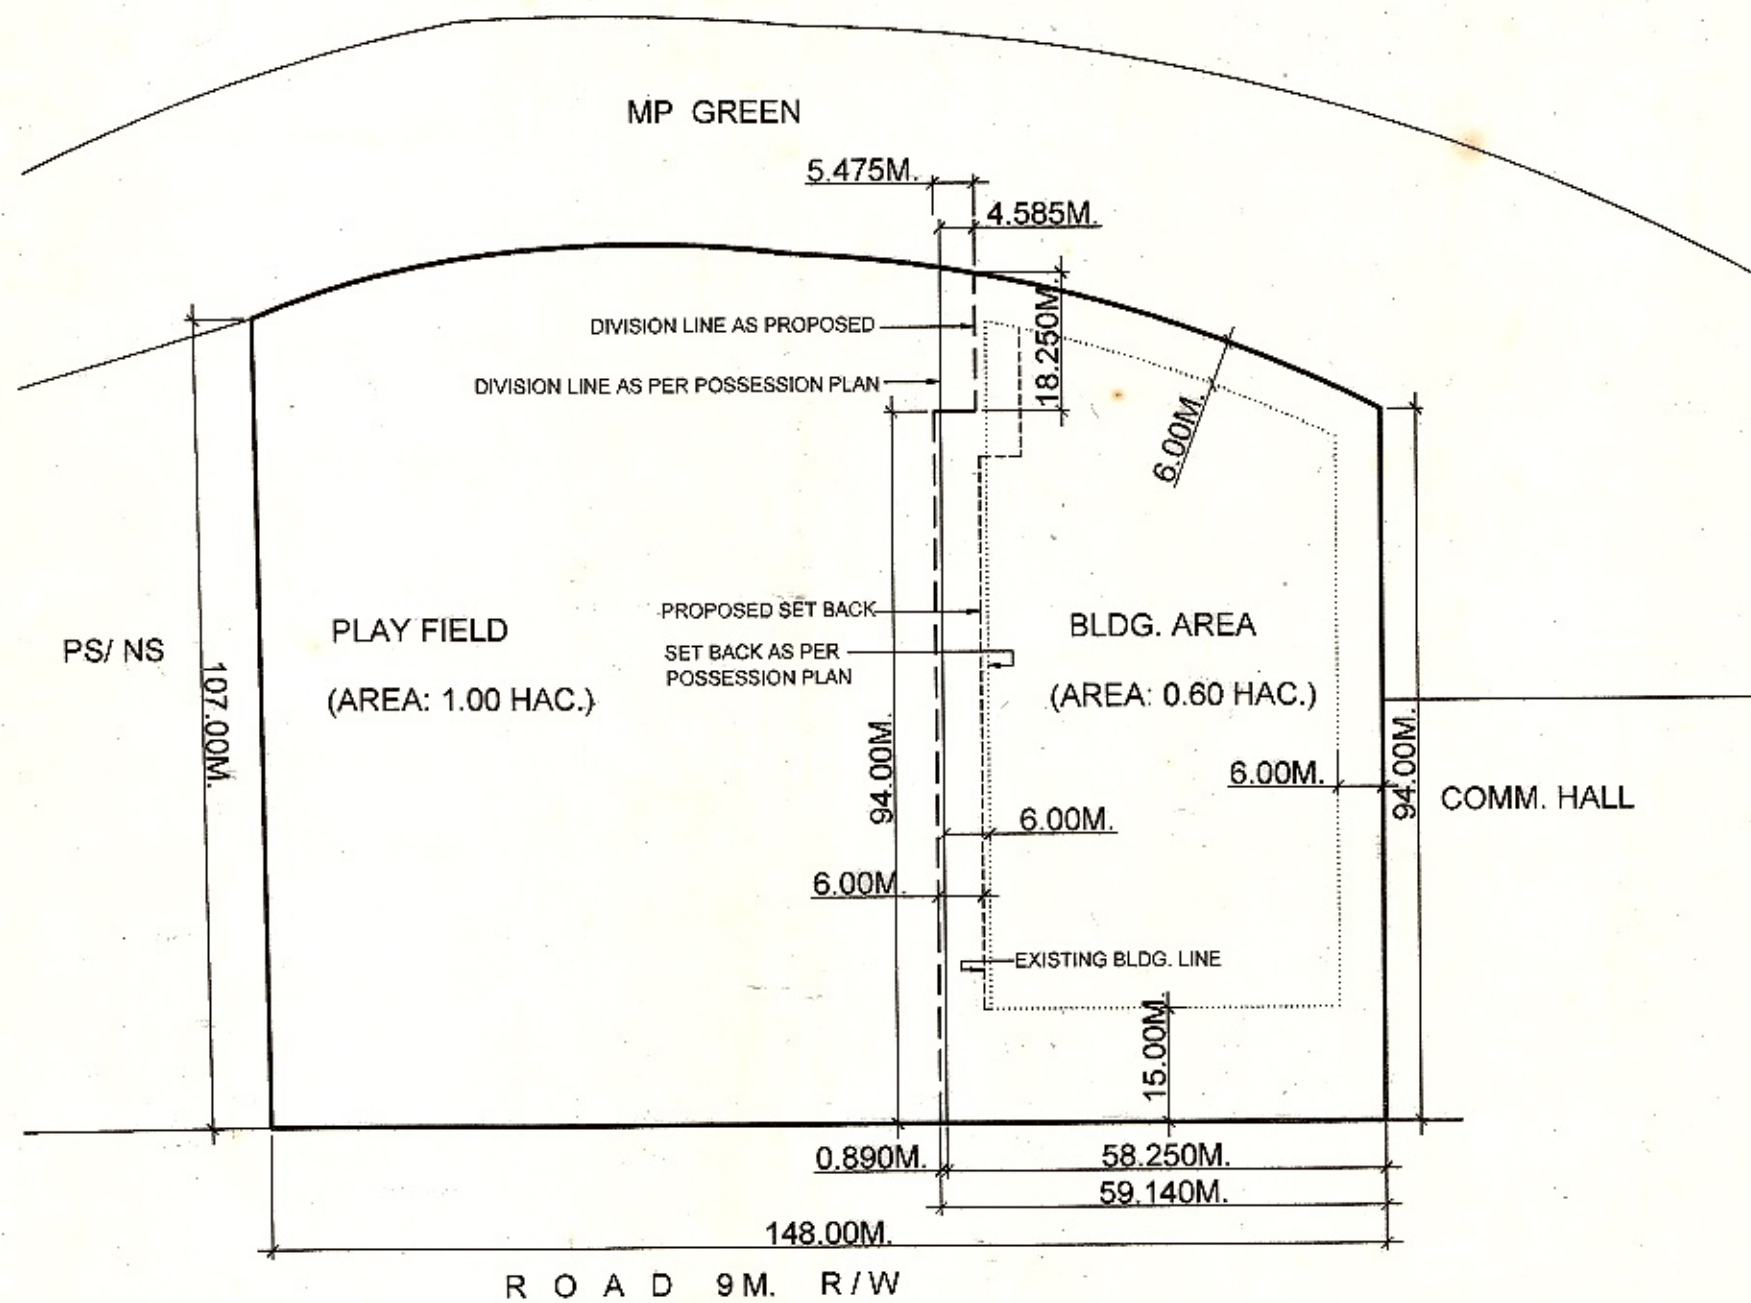 MP GREEN
5.475M.
4.585M.
DIVISION LINE AS PROPOSED
18.250M.
DIVISION LINE AS PER POSSESSION PLAN
6.00M.
PLAY FIELD
(AREA: 1.00 HAC.)
PS/ NS
107.00M.
PROPOSED SET BACK
SET BACK AS PER
POSSESSION PLAN
BLDG. AREA
(AREA: 0.60 HAC.)
94.00M.
6.00M.
94.00M.
COMM. HALL
6.00M.
6.00M.
EXISTING BLDG. LINE
15.00M.
0.890M.
58.250M.
59.140M.
148.00M.
ROAD 9M. R/W